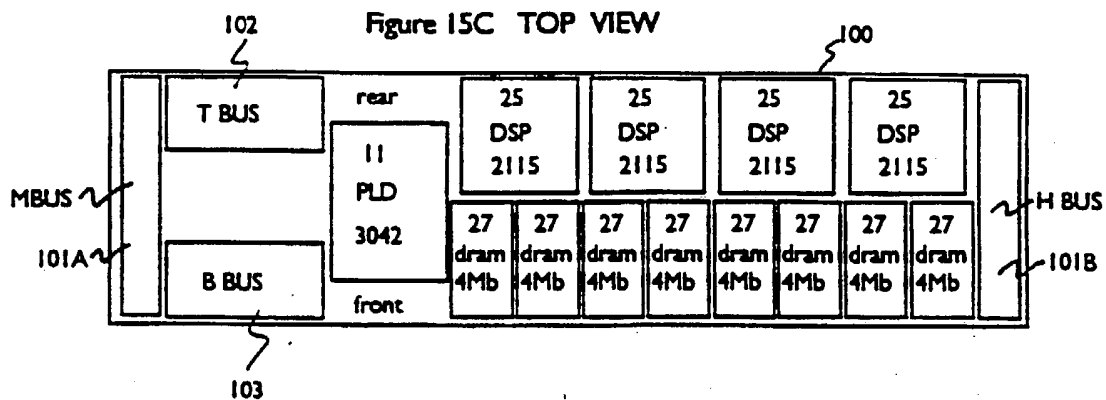 Figure 15C TOP VIEW
102
100
T BUS
rear
25
DSP
2115
25
DSP
2115
25
DSP
2115
25
DSP
2115
11
PLD
3042
MBUS
H BUS
101A
101B
B BUS
front
27
dram
4Mb
27
dram
4Mb
27
dram
4Mb
27
dram
4Mb
27
dram
4Mb
27
dram
4Mb
27
dram
4Mb
27
dram
4Mb
103